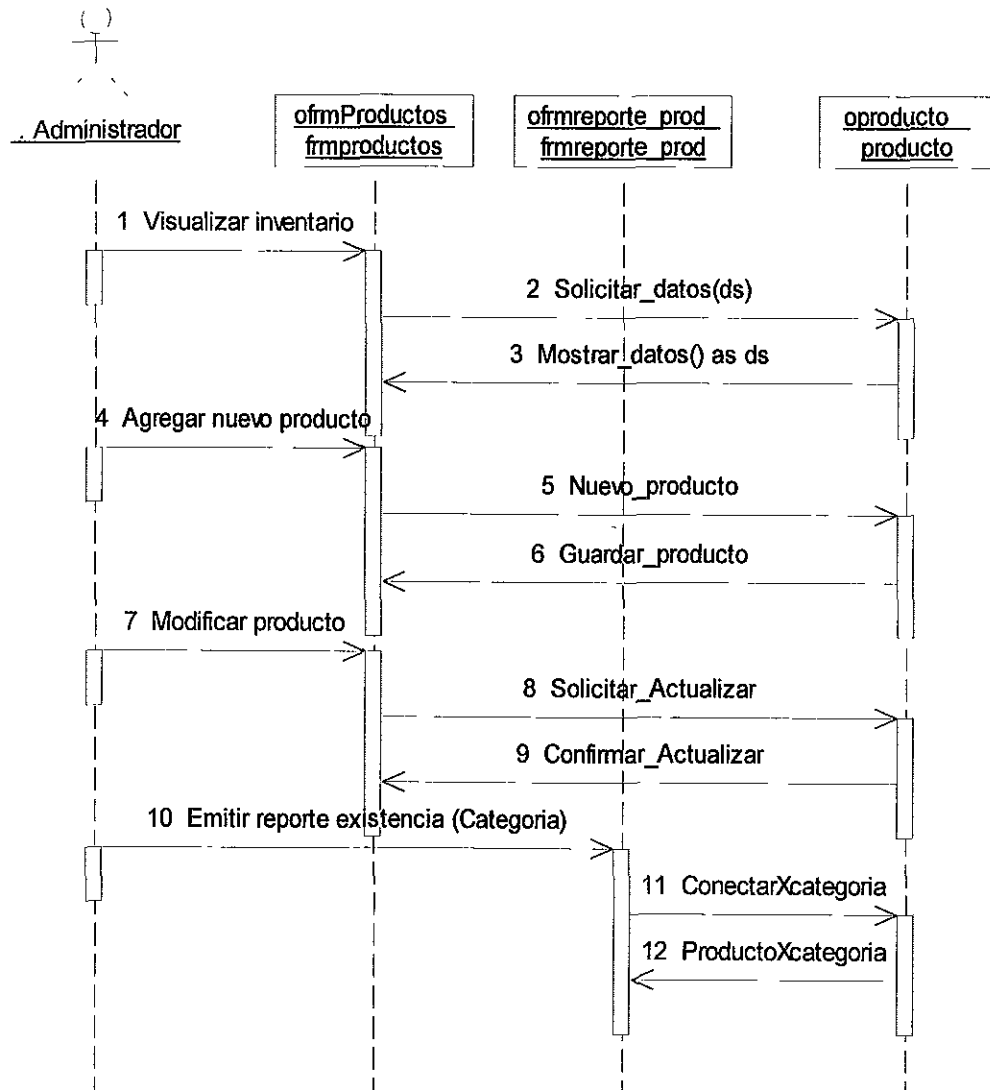 . Administrador
ofrmProductos
frmproductos
ofrmreporte_prod
frmreporte_prod
oproducto
producto
1 Visualizar inventario
2 Solicitar_datos(ds)
3 Mostrar_datos() as ds
4 Agregar nuevo producto
5 Nuevo_producto
6 Guardar_producto
7 Modificar producto
8 Solicitar_Actualizar
9 Confirmar_Actualizar
10 Emitir reporte existencia (Categoria)
11 ConectarXcategoria
12 ProductoXcategoria